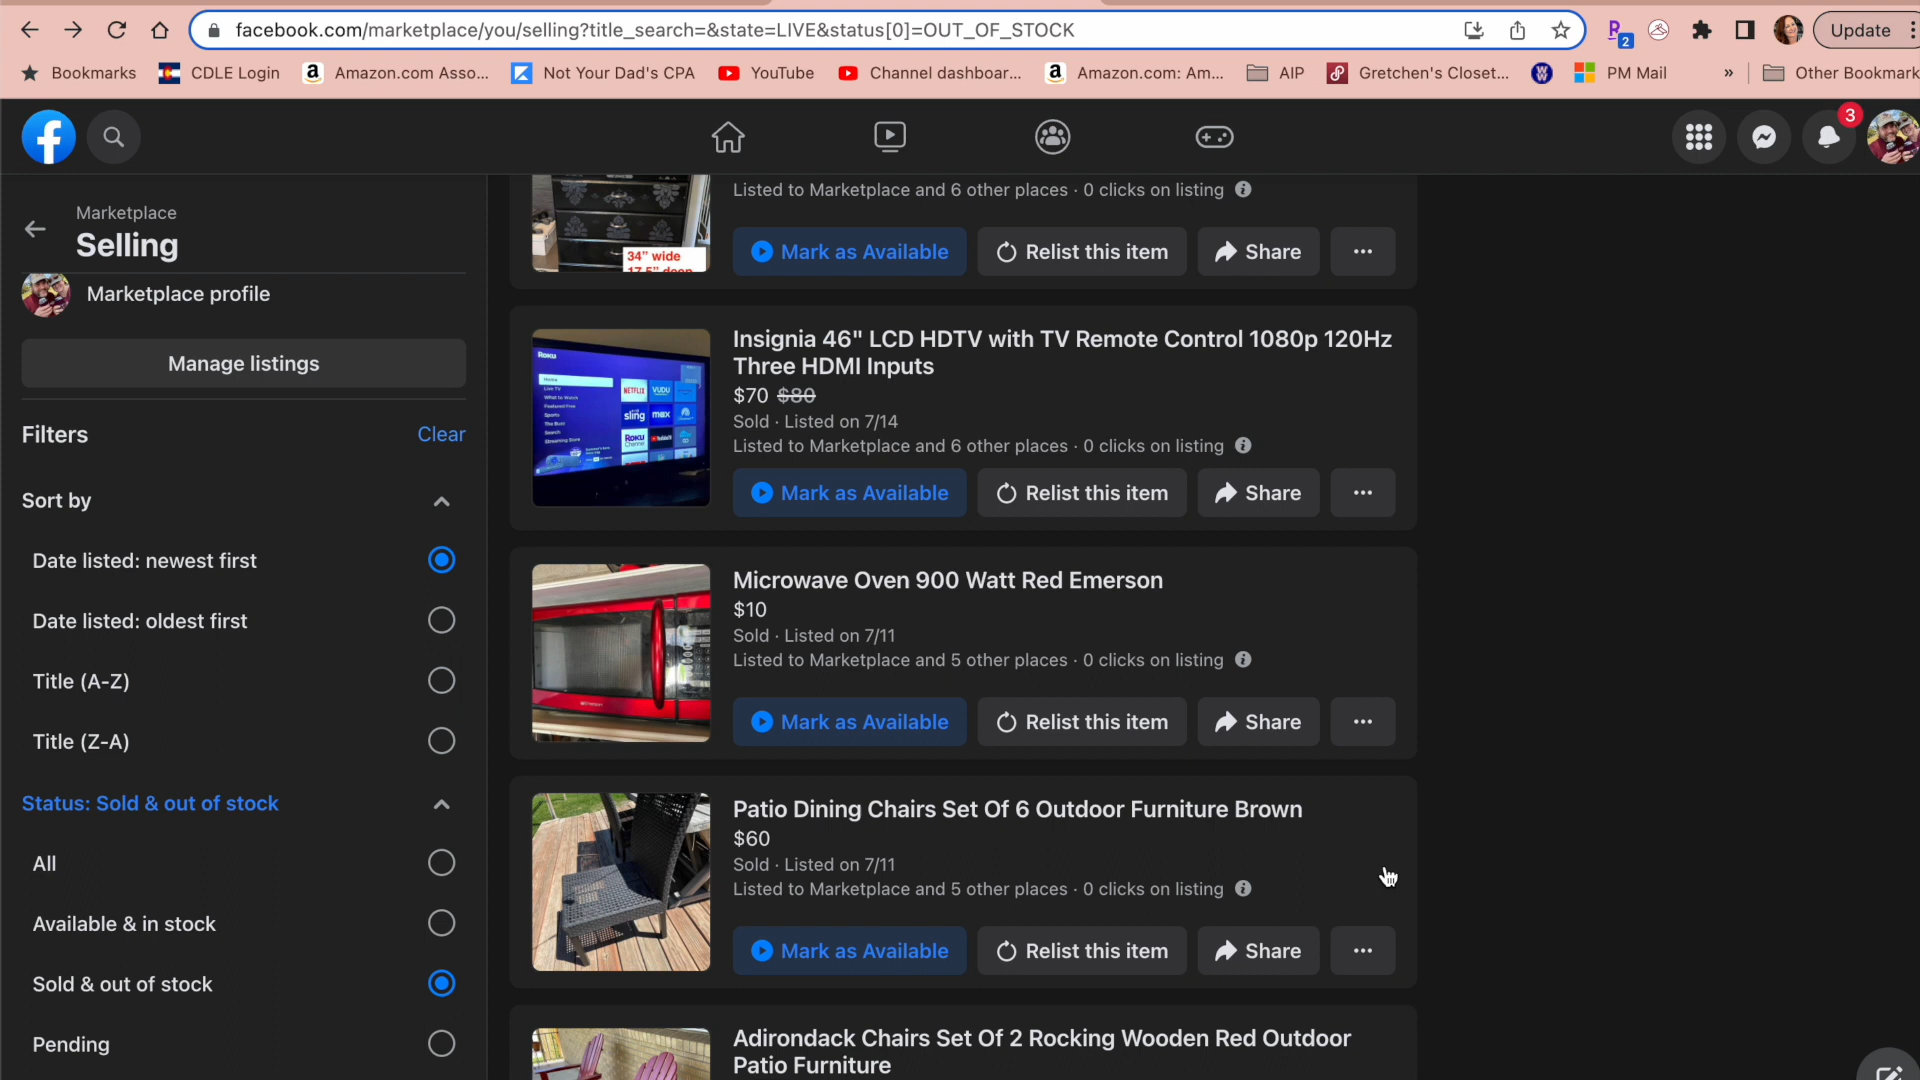 facebook.com/marketplace/you/selling?title_search=&state=LIVE&status[0]=OUT_OF_STOCK
2
Update
Bookmarks
CDLE Login
Amazon.com Asso...
Not Your Dad's CPA
YouTube
Channel dashboar...
Amazon.com: Am...
AIP
Gretchen's Closet...
PM Mail
»
Other Bookmark
3
Marketplace
Selling
Marketplace profile
Manage listings
Filters
Clear
Sort by
Date listed: newest first
Date listed: oldest first
Title (A-Z)
Title (Z-A)
Status: Sold & out of stock
All
Available & in stock
Sold & out of stock
Pending
34" wide
17.5" deep
Listed to Marketplace and 6 other places · 0 clicks on listing
Mark as Available
Relist this item
Share
Roku
NETFLIX
VUDU
sling
max
Insignia 46" LCD HDTV with TV Remote Control 1080p 120Hz
Three HDMI Inputs
$70 $80
Sold · Listed on 7/14
Listed to Marketplace and 6 other places · 0 clicks on listing
Mark as Available
Relist this item
Share
Microwave Oven 900 Watt Red Emerson
$10
Sold · Listed on 7/11
Listed to Marketplace and 5 other places · 0 clicks on listing
Mark as Available
Relist this item
Share
Patio Dining Chairs Set Of 6 Outdoor Furniture Brown
$60
Sold · Listed on 7/11
Listed to Marketplace and 5 other places · 0 clicks on listing
Mark as Available
Relist this item
Share
Adirondack Chairs Set Of 2 Rocking Wooden Red Outdoor
Patio Furniture